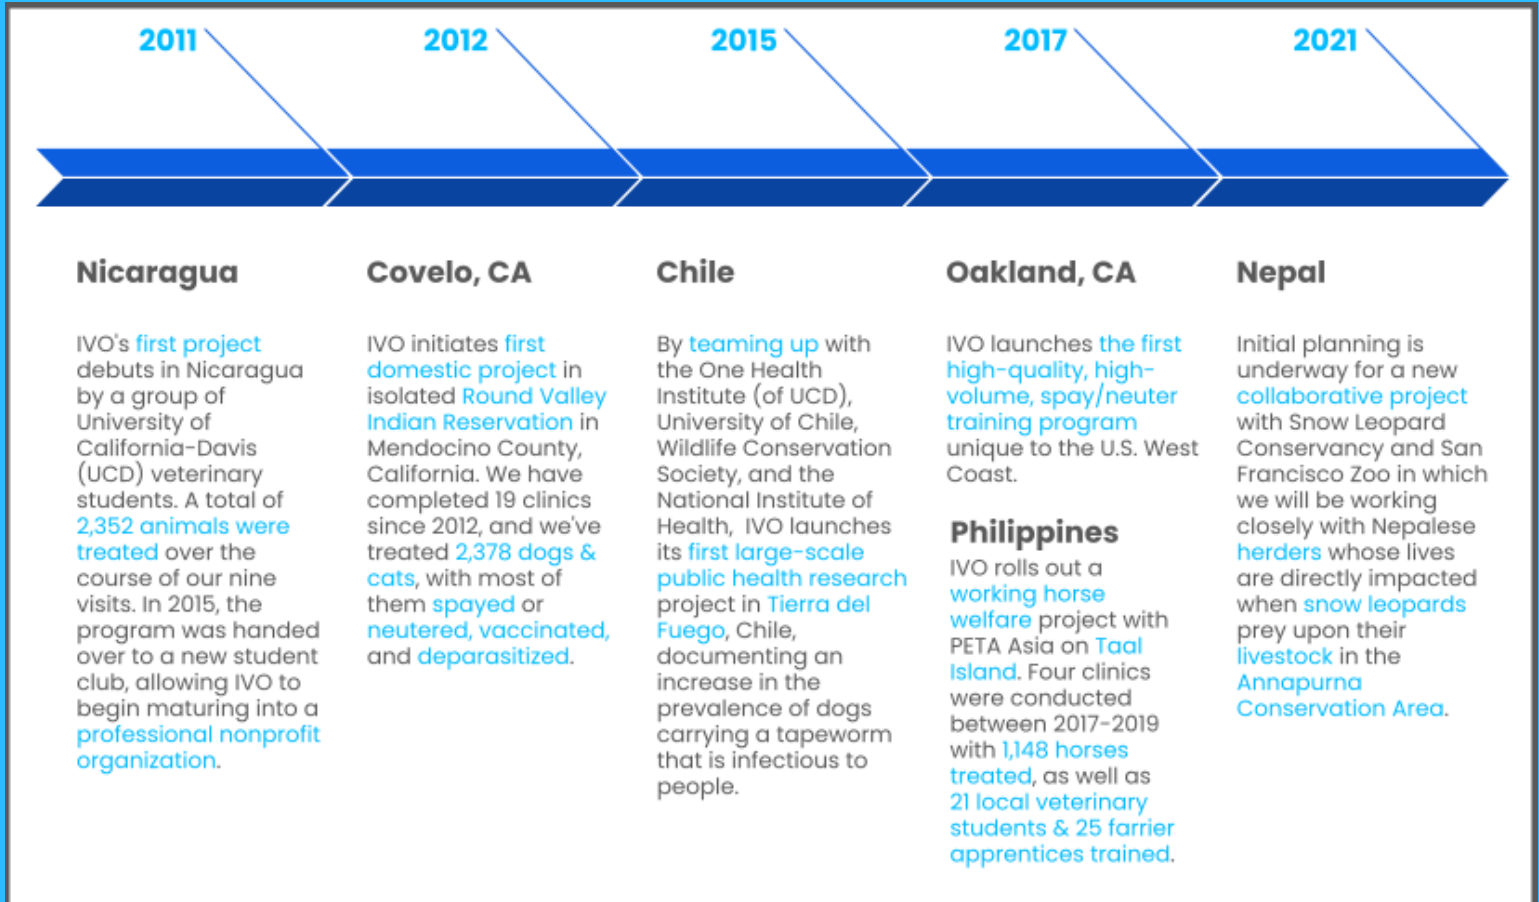 2011
2012
2015
2017
2021
Nicaragua
IVO's first project
debuts in Nicaragua
by a group of
University of
California-Davis
(UCD) veterinary
students. A total of
2,352 animals were
treated over the
course of our nine
visits. In 2015, the
program was handed
over to a new student
club, allowing IVO to
begin maturing into a
professional nonprofit
organization.
Covelo, CA
IVO initiates first
domestic project in
isolated Round Valley
Indian Reservation in
Mendocino County,
California. We have
completed 19 clinics
since 2012, and we've
treated 2,378 dogs &
cats, with most of
them spayed or
neutered, vaccinated,
and deparasitized.
Chile
By teaming up with
the One Health
Institute (of UCD),
University of Chile,
Wildlife Conservation
Society, and the
National Institute of
Health, IVO launches
its first large-scale
public health research
project in Tierra del
Fuego, Chile,
documenting an
increase in the
prevalence of dogs
carrying a tapeworm
that is infectious to
people.
Oakland, CA
IVO launches the first
high-quality, high-
volume, spay/neuter
training program
unique to the U.S. West
Coast.
Philippines
IVO rolls out a
working horse
welfare project with
PETA Asia on Taal
Island. Four clinics
were conducted
between 2017-2019
with 1,148 horses
treated, as well as
21 local veterinary
students & 25 farrier
apprentices trained.
Nepal
Initial planning is
underway for a new
collaborative project
with Snow Leopard
Conservancy and San
Francisco Zoo in which
we will be working
closely with Nepalese
herders whose lives
are directly impacted
when snow leopards
prey upon their
livestock in the
Annapurna
Conservation Area.